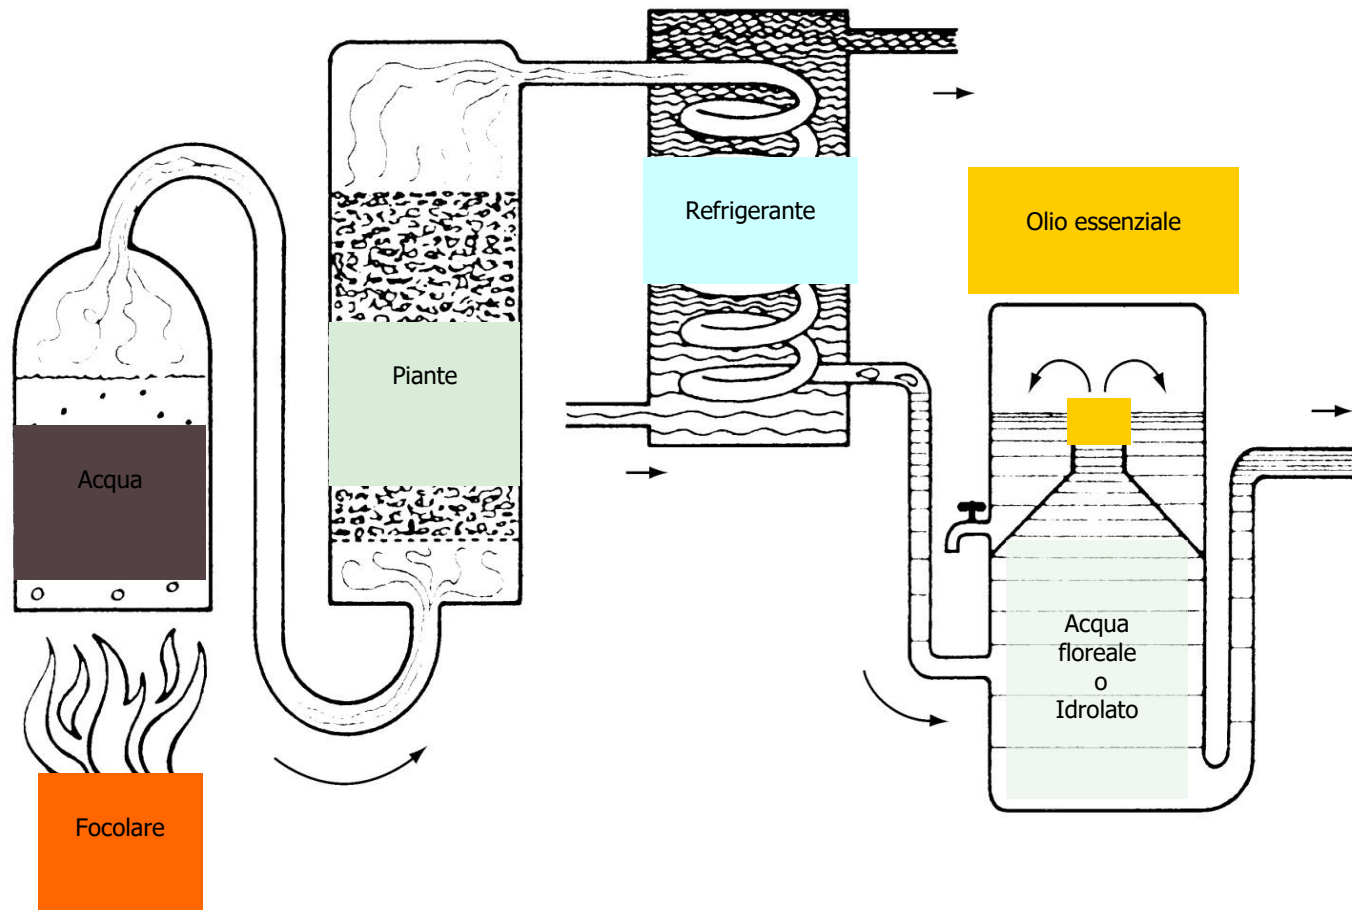 Refrigerante
Olio essenziale
Piante
Acqua
Acqua
floreale
o
Idrolato
Focolare